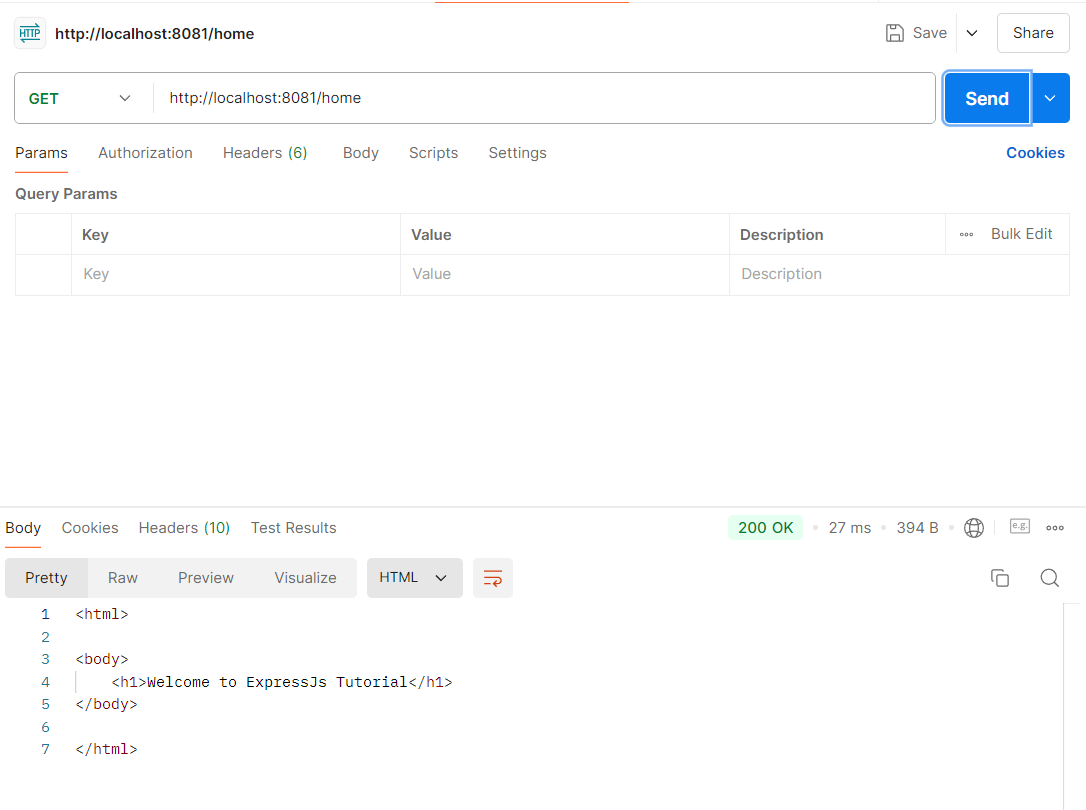 HTTP http://localhost:8081/home Save Share
GET http://localhost:8081/home Send
Params Authorization Headers (6) Body Scripts Settings Cookies
Query Params
Key Value Description Bulk Edit
Key Value Description
Body Cookies Headers (10) Test Results 200 OK 27 ms 394 B e.g.
Pretty Raw Preview Visualize HTML
1 <html>
2
3 <body>
4 <h1>Welcome to ExpressJs Tutorial</h1>
5 </body>
6
7 </html>